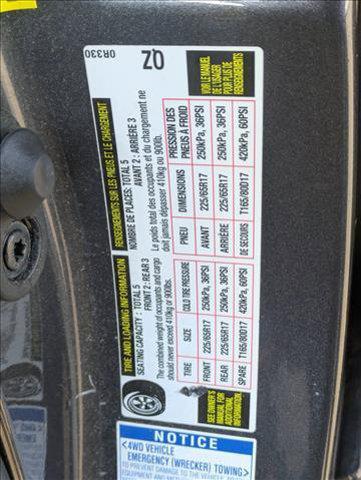 0R330
QZ
TIRE AND LOADING INFORMATION
SEATING CAPACITY : TOTAL 5
FRONT 2 : REAR 3
The combined weight of occupants and cargo
should never exceed 410kg or 900lb.
TIRE SIZE COLD TIRE PRESSURE
FRONT 225/65R17 250kPa, 36PSI
REAR 225/65R17 250kPa, 36PSI
SPARE T165/80D17 420kPa, 60PSI
SEE OWNER'S
MANUAL FOR
ADDITIONAL
INFORMATION
RENSEIGNEMENTS SUR LES PNEUS ET LE CHARGEMENT
NOMBRE DE PLACES: TOTAL 5
AVANT 2 : ARRIÈRE 3
Le poids total des occupants et du chargement ne
doit jamais dépasser 410kg ou 900lb.
PNEU DIMENSIONS PRESSION DES
PNEUS À FROID
AVANT 225/65R17 250kPa, 36PSI
ARRIÈRE 225/65R17 250kPa, 36PSI
DE SECOURS T165/80D17 420kPa, 60PSI
VOIR LE MANUEL
DE L'USAGER
POUR PLUS DE
RENSEIGNEMENTS
NOTICE
<4WD VEHICLE
EMERGENCY (WRECKER) TOWING>
TO PREVENT DAMAGE TO THE VEHICLE